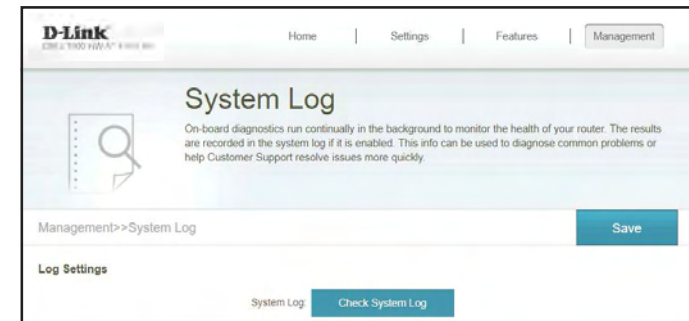 D-Link
Home | Settings | Features | Management
System Log
On-board diagnostics run continually in the background to monitor the health of your router. The results
are recorded in the system log if it is enabled. This info can be used to diagnose common problems or
help Customer Support resolve issues more quickly.
Management>>System Log
Save
Log Settings
System Log:
Check System Log